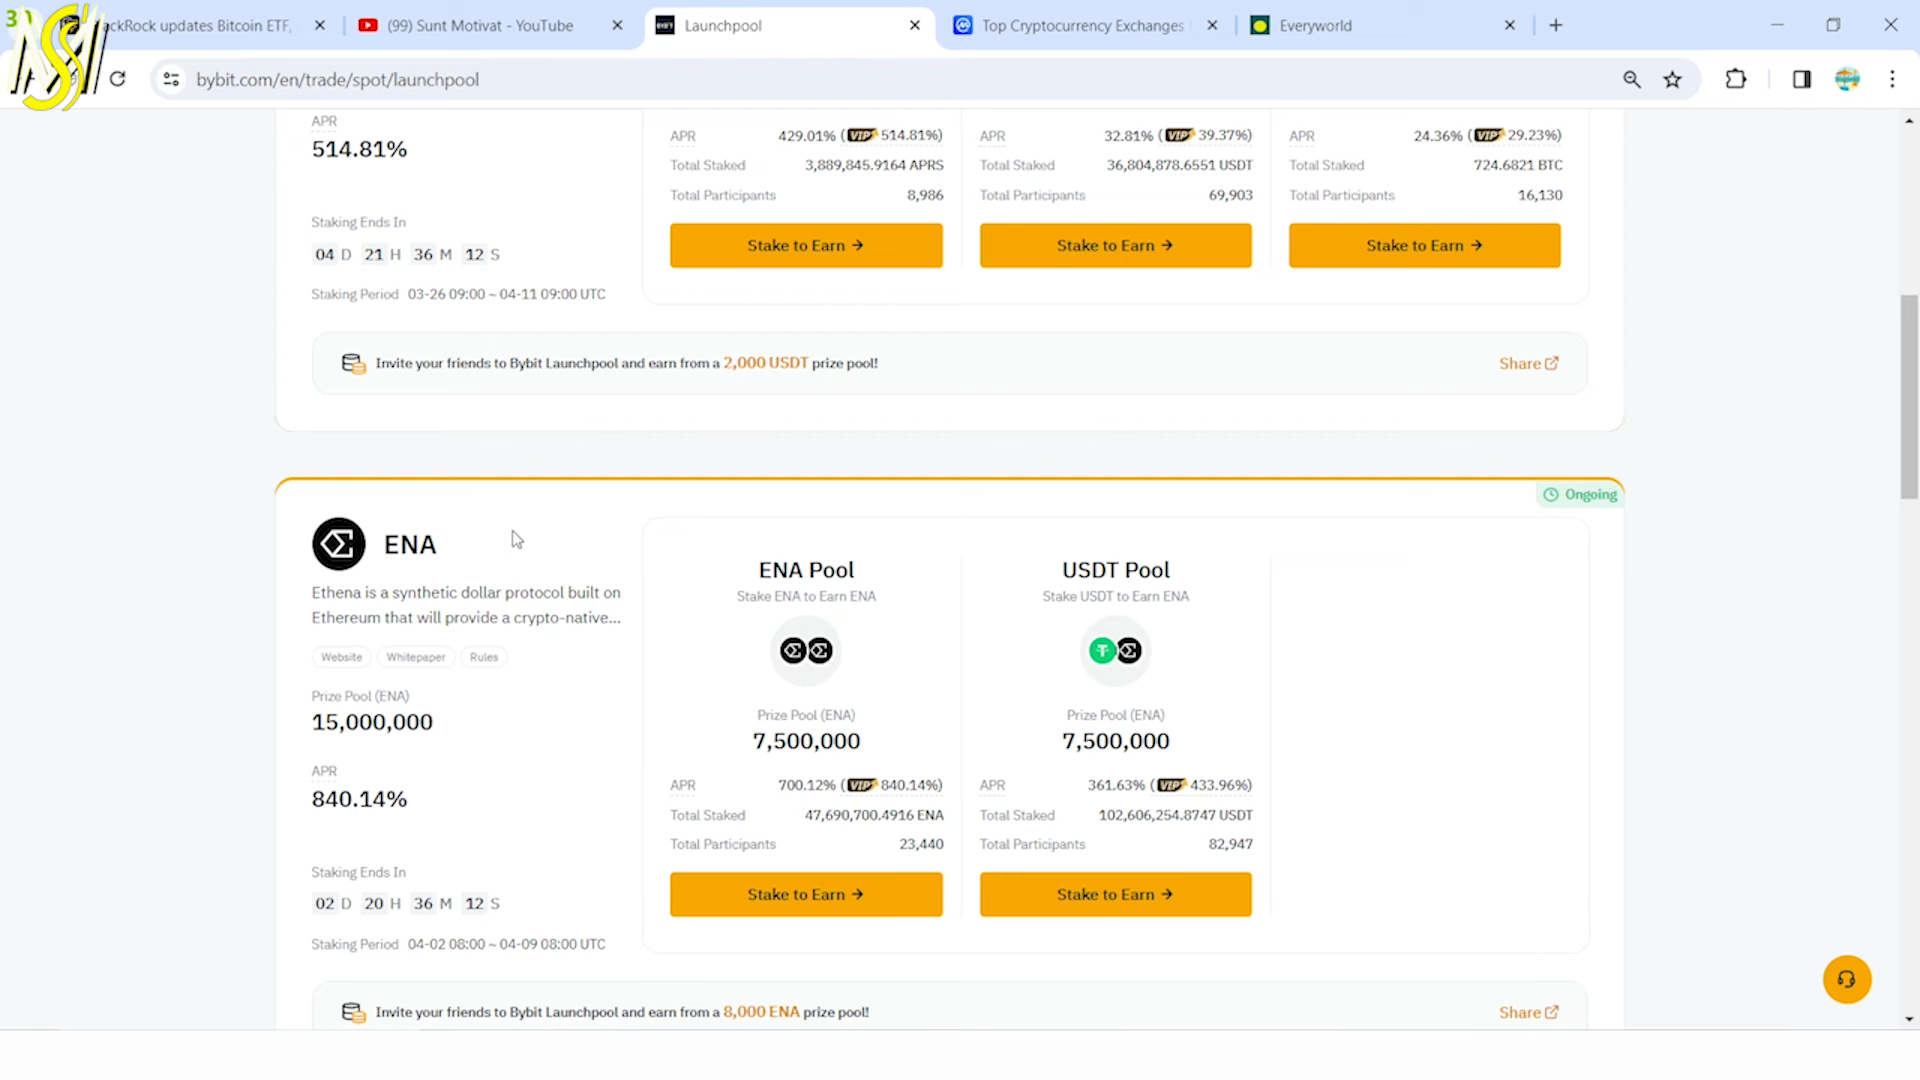 ckRock updates Bitcoin ETF,
(99) Sunt Motivat - YouTube
Launchpool
Top Cryptocurrency Exchanges
Everyworld
bybit.com/en/trade/spot/launchpool
APR
514.81%
Staking Ends In
04 D 21 H 36 M 12 S
Staking Period 03-26 09:00 ~ 04-11 09:00 UTC
APR 429.01% (VIP 514.81%)
Total Staked 3,889,845.9164 APRS
Total Participants 8,986
Stake to Earn →
APR 32.81% (VIP 39.37%)
Total Staked 36,804,878.6551 USDT
Total Participants 69,903
Stake to Earn →
APR 24.36% (VIP 29.23%)
Total Staked 724.6821 BTC
Total Participants 16,130
Stake to Earn →
Invite your friends to Bybit Launchpool and earn from a 2,000 USDT prize pool!
Share
Ongoing
ENA
Ethena is a synthetic dollar protocol built on
Ethereum that will provide a crypto-native...
Website Whitepaper Rules
Prize Pool (ENA)
15,000,000
APR
840.14%
Staking Ends In
02 D 20 H 36 M 12 S
Staking Period 04-02 08:00 ~ 04-09 08:00 UTC
ENA Pool
Stake ENA to Earn ENA
Prize Pool (ENA)
7,500,000
APR 700.12% (VIP 840.14%)
Total Staked 47,690,700.4916 ENA
Total Participants 23,440
Stake to Earn →
USDT Pool
Stake USDT to Earn ENA
Prize Pool (ENA)
7,500,000
APR 361.63% (VIP 433.96%)
Total Staked 102,606,254.8747 USDT
Total Participants 82,947
Stake to Earn →
Invite your friends to Bybit Launchpool and earn from a 8,000 ENA prize pool!
Share